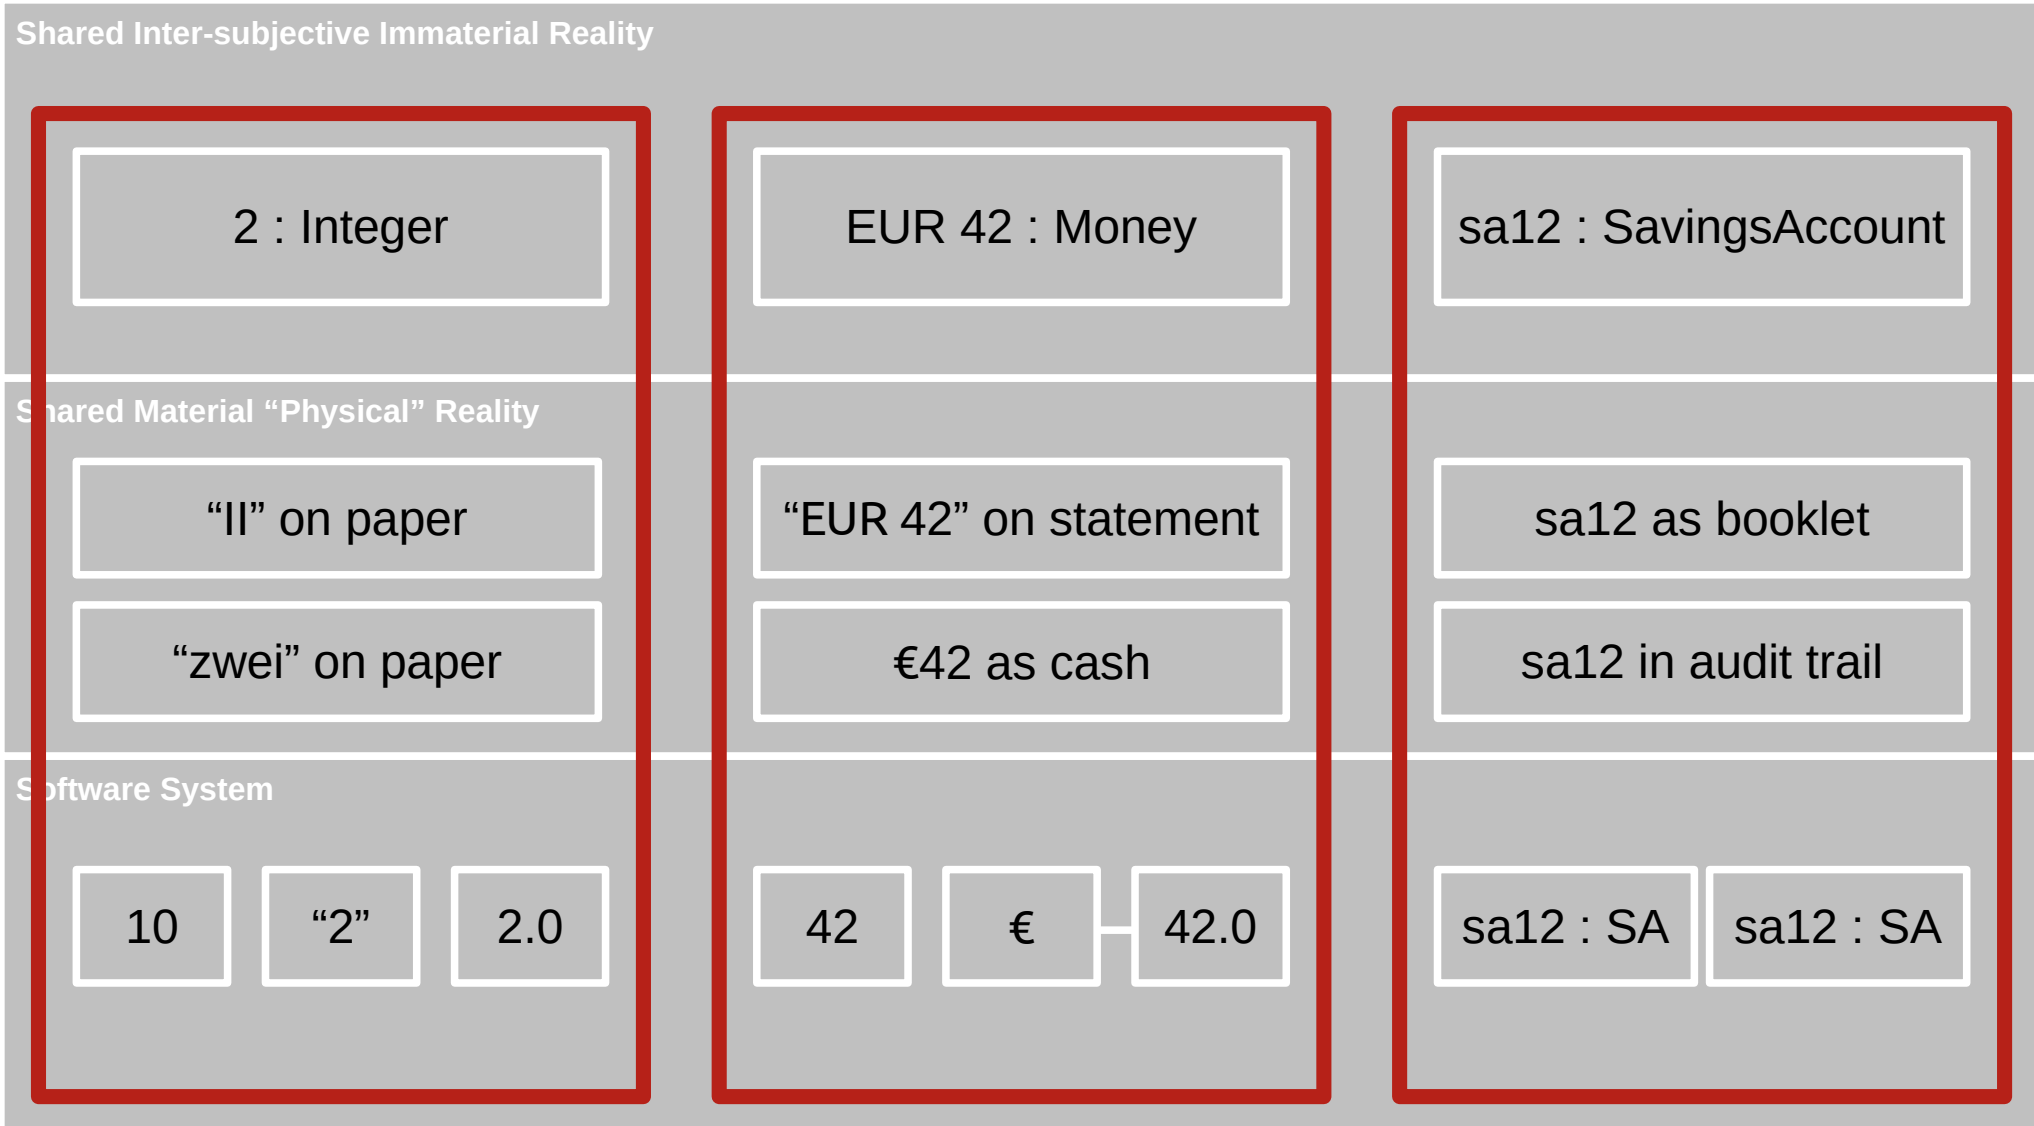 Shared Inter-subjective Immaterial Reality
2 : Integer
EUR 42 : Money
sa12 : SavingsAccount
Shared Material “Physical” Reality
“II” on paper
“EUR 42” on statement
sa12 as booklet
“zwei” on paper
€42 as cash
sa12 in audit trail
Software System
10
“2”
2.0
42
€
42.0
sa12 : SA
sa12 : SA